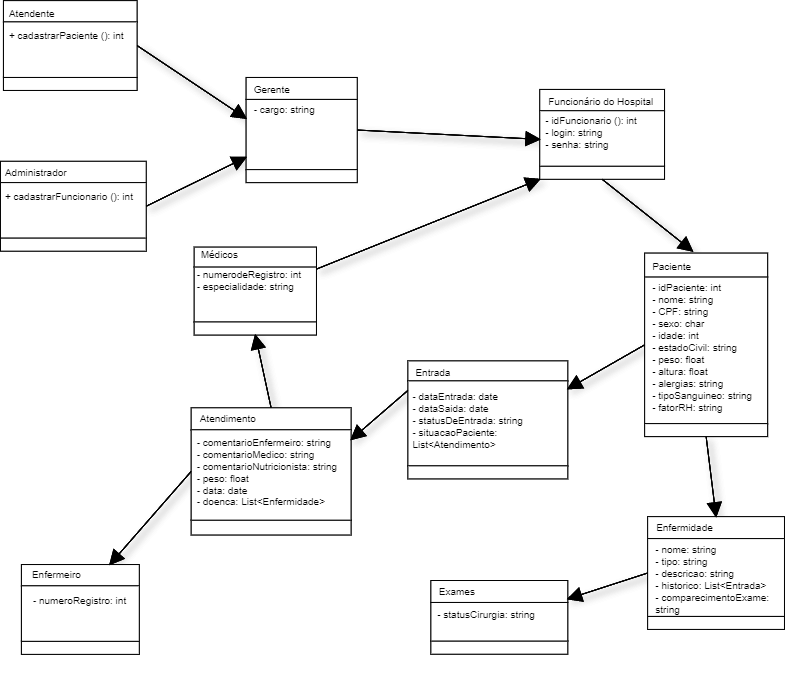 Atendente
+ cadastrarPaciente (): int
Gerente
- cargo: string
Funcionário do Hospital
- idFuncionario (): int
- login: string
- senha: string
Administrador
+ cadastrarFuncionario (): int
Médicos
- numerodeRegistro: int
- especialidade: string
Paciente
- idPaciente: int
- nome: string
- CPF: string
- sexo: char
- idade: int
- estadoCivil: string
- peso: float
- altura: float
- alergias: string
- tipoSanguineo: string
- fatorRH: string
Entrada
- dataEntrada: date
- dataSaida: date
- statusDeEntrada: string
- situacaoPaciente:
List<Atendimento>
Atendimento
- comentarioEnfermeiro: string
- comentarioMedico: string
- comentarioNutricionista: string
- peso: float
- data: date
- doenca: List<Enfermidade>
Enfermidade
- nome: string
- tipo: string
- descricao: string
- historico: List<Entrada>
- comparecimentoExame:
string
Enfermeiro
- numeroRegistro: int
Exames
- statusCirurgia: string